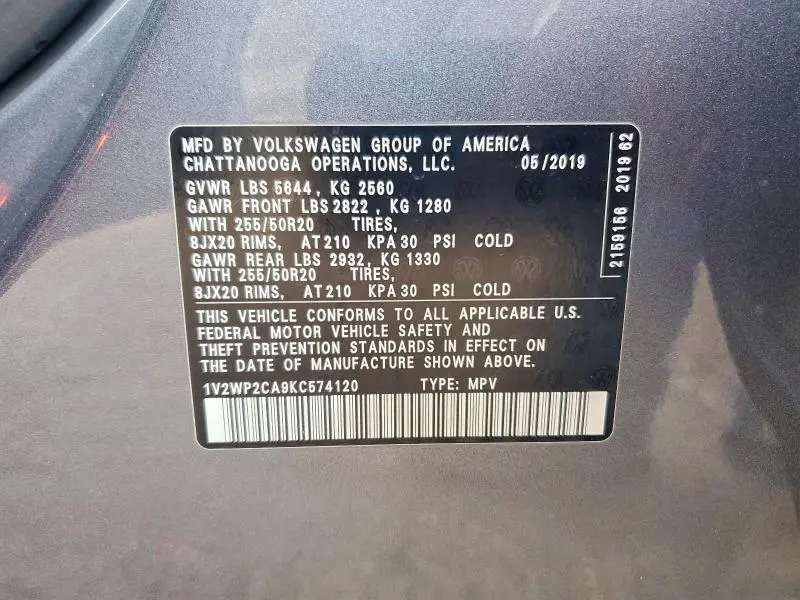 MFD BY VOLKSWAGEN GROUP OF AMERICA
CHATTANOOGA OPERATIONS, LLC. 05/2019
GVWR LBS 5644, KG 2560
GAWR FRONT LBS 2822, KG 1280
WITH 255/50R20 TIRES,
8JX20 RIMS, AT 210 KPA 30 PSI COLD
GAWR REAR LBS 2932, KG 1330
WITH 255/50R20 TIRES,
8JX20 RIMS, AT 210 KPA 30 PSI COLD
THIS VEHICLE CONFORMS TO ALL APPLICABLE U.S.
FEDERAL MOTOR VEHICLE SAFETY AND
THEFT PREVENTION STANDARDS IN EFFECT ON
THE DATE OF MANUFACTURE SHOWN ABOVE.
1V2WP2CA9KC574120 TYPE: MPV
2159156 2019 62